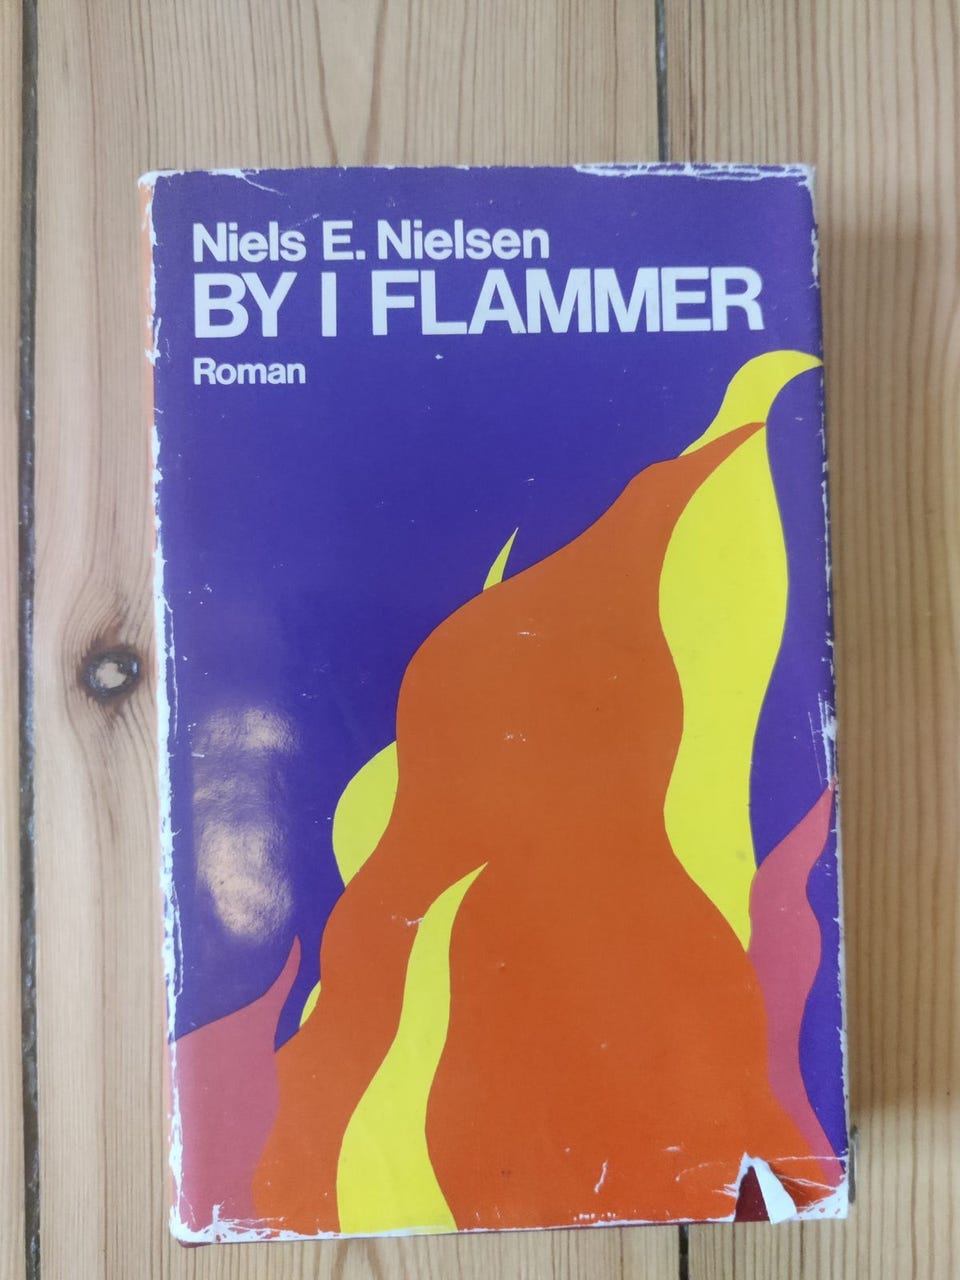 Niels E. Nielsen
BY I FLAMMER
Roman